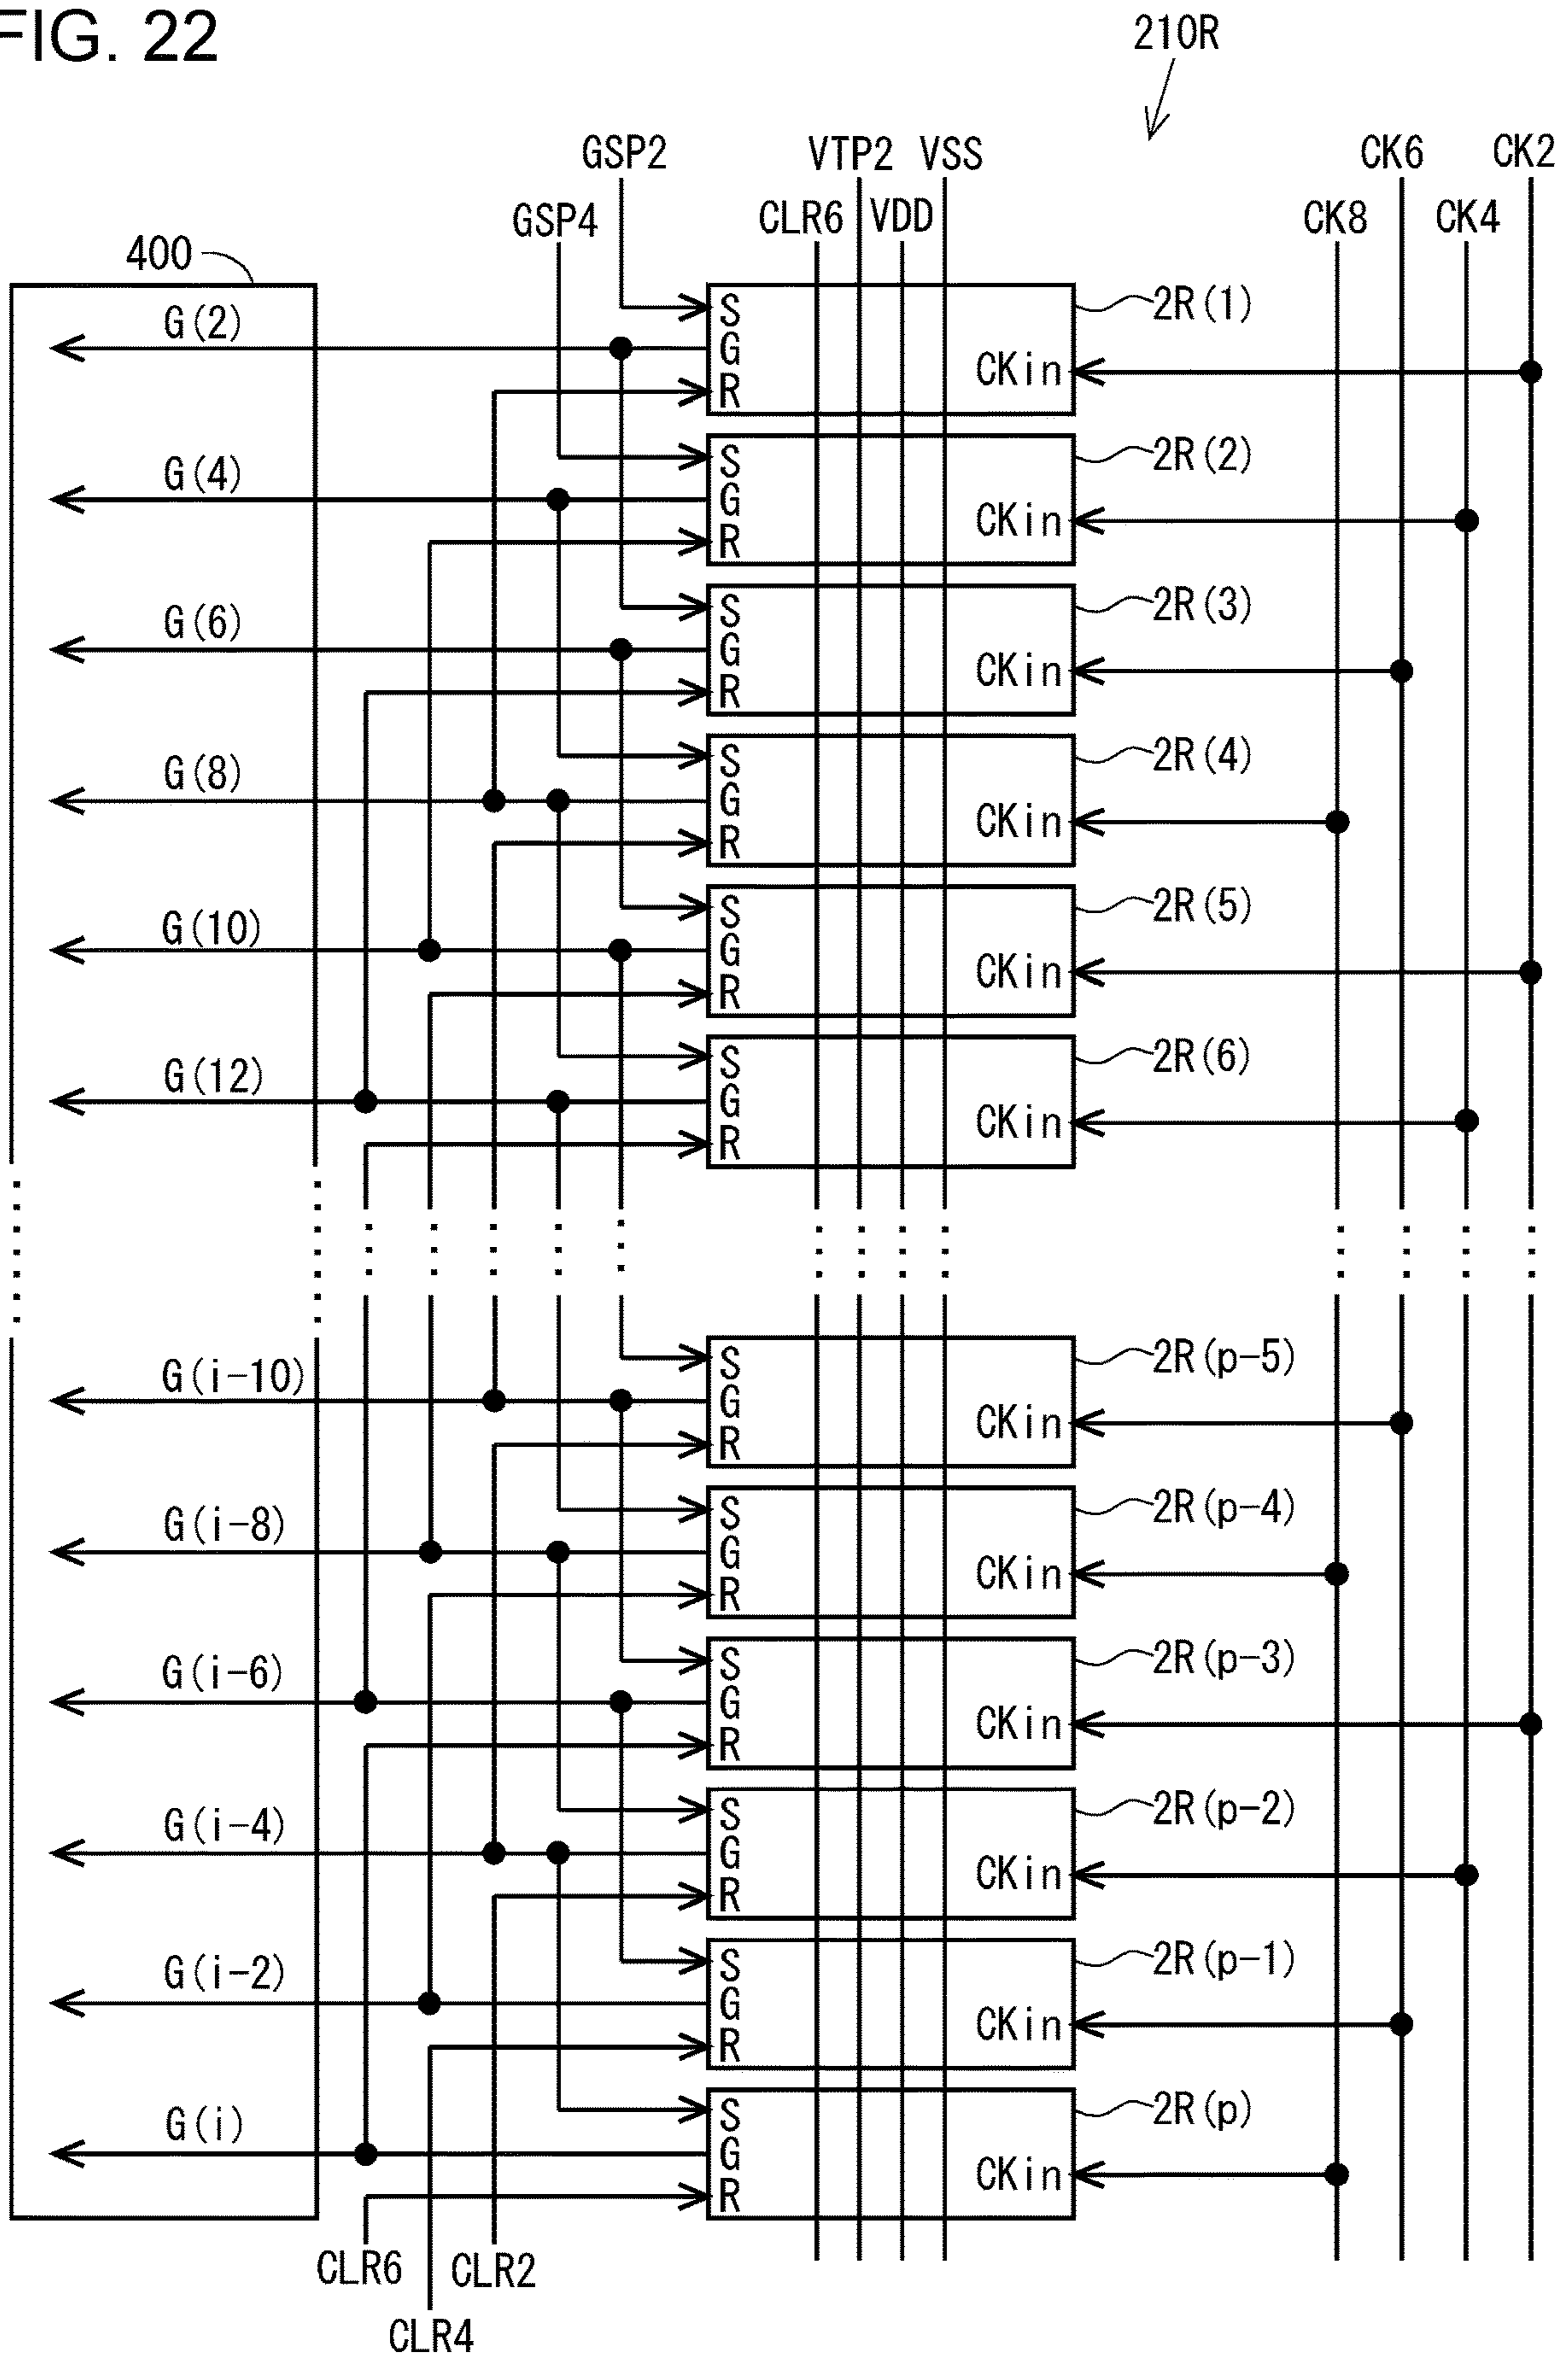 FIG. 22
210R
GSP2 VTP2 VSS CK6 CK2
GSP4 CLR6 VDD CK8 CK4
400
G(2) S G R CKin 2R(1)
G(4) S G R CKin 2R(2)
G(6) S G R CKin 2R(3)
G(8) S G R CKin 2R(4)
G(10) S G R CKin 2R(5)
G(12) S G R CKin 2R(6)
G(i-10) S G R CKin 2R(p-5)
G(i-8) S G R CKin 2R(p-4)
G(i-6) S G R CKin 2R(p-3)
G(i-4) S G R CKin 2R(p-2)
G(i-2) S G R CKin 2R(p-1)
G(i) S G R CKin 2R(p)
CLR6 CLR2
CLR4